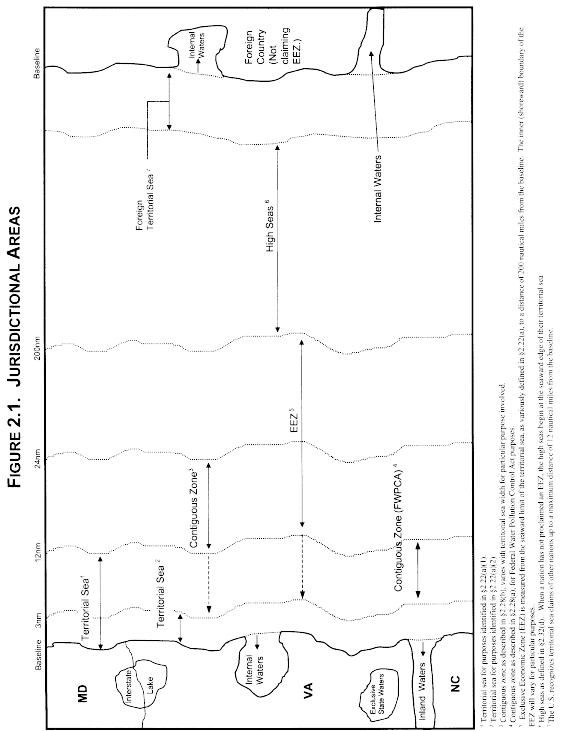 FIGURE 2.1. JURISDICTIONAL AREAS
Baseline
3nm
12nm
24nm
200nm
Baseline
MD
Interstate
Lake
Territorial Sea¹
Territorial Sea ²
Contiguous Zone³
Foreign
Territorial Sea ⁷
Internal
Waters
Foreign
Country
(Not
claiming
EEZ.)
Internal
Waters
VA
EEZ ⁵
High Seas ⁶
Exclusive
State Waters
Inland Waters
NC
Contiguous Zone (FWPCA) ⁴
Internal Waters
¹ Territorial sea for purposes identified in §2.22(a)(1).
² Territorial sea for purposes identified in §2.22(a)(2).
³ Contiguous zone as described in §2.28(b), varies with territorial sea width for particular purpose involved.
⁴ Contiguous zone as described in §2.28(a), for Federal Water Pollution Control Act purposes.
⁵ Exclusive Economic Zone (EEZ) is measured from the seaward limit of the territorial sea, as variously defined in §2.22(a), to a distance of 200 nautical miles from the baseline. The inner (shoreward) boundary of the
EEZ will vary for particular purposes.
⁶ High seas as defined in §2.32(d). When a nation has not proclaimed an EEZ, the high seas begin at the seaward edge of their territorial sea
⁷ The U.S. recognizes territorial sea claims of other nations up to a maximum distance of 12 nautical miles from the baseline.